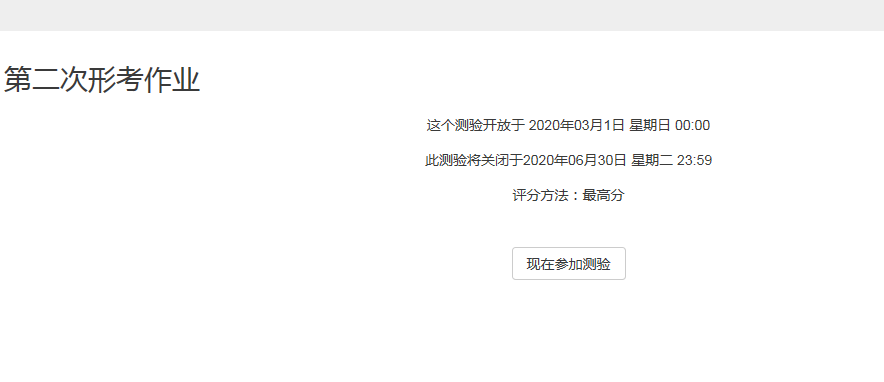 第二次形考作业
这个测验开放于 2020年03月1日 星期日 00:00
此测验将关闭于2020年06月30日 星期二 23:59
评分方法：最高分
现在参加测验